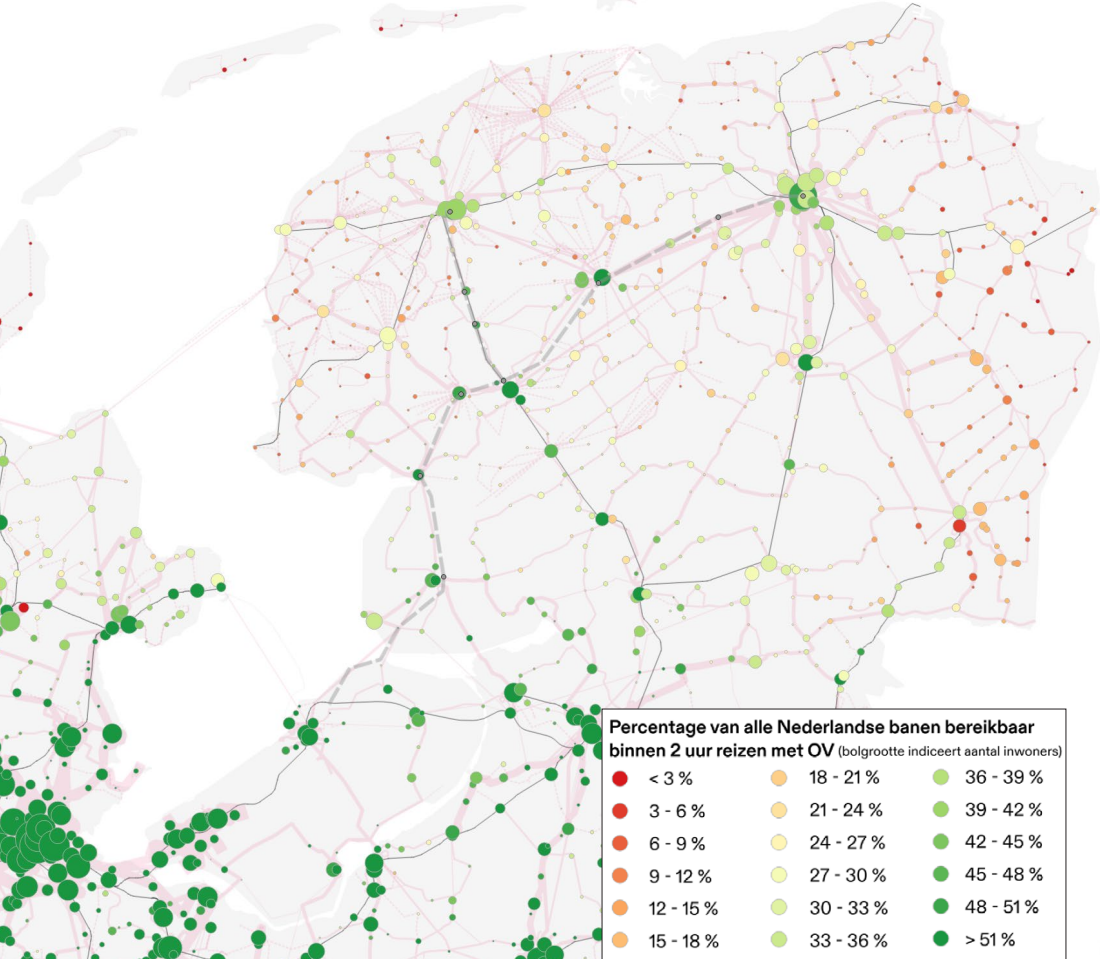 Percentage van alle Nederlandse banen bereikbaar
binnen 2 uur reizen met OV (bolgrootte indiceert aantal inwoners)
< 3 %
3 - 6 %
6 - 9 %
9 - 12 %
12 - 15 %
15 - 18 %
18 - 21 %
21 - 24 %
24 - 27 %
27 - 30 %
30 - 33 %
33 - 36 %
36 - 39 %
39 - 42 %
42 - 45 %
45 - 48 %
48 - 51 %
> 51 %